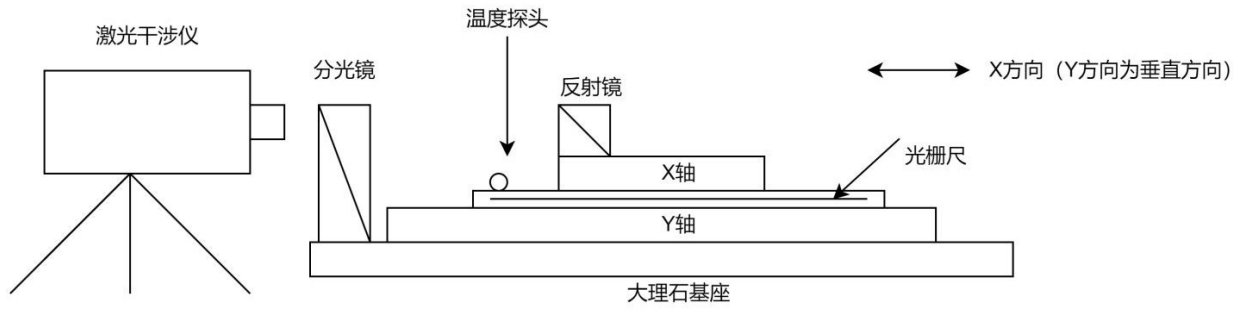 温度探头
激光干涉仪
分光镜
反射镜
X方向（Y方向为垂直方向）
光栅尺
X轴
Y轴
大理石基座